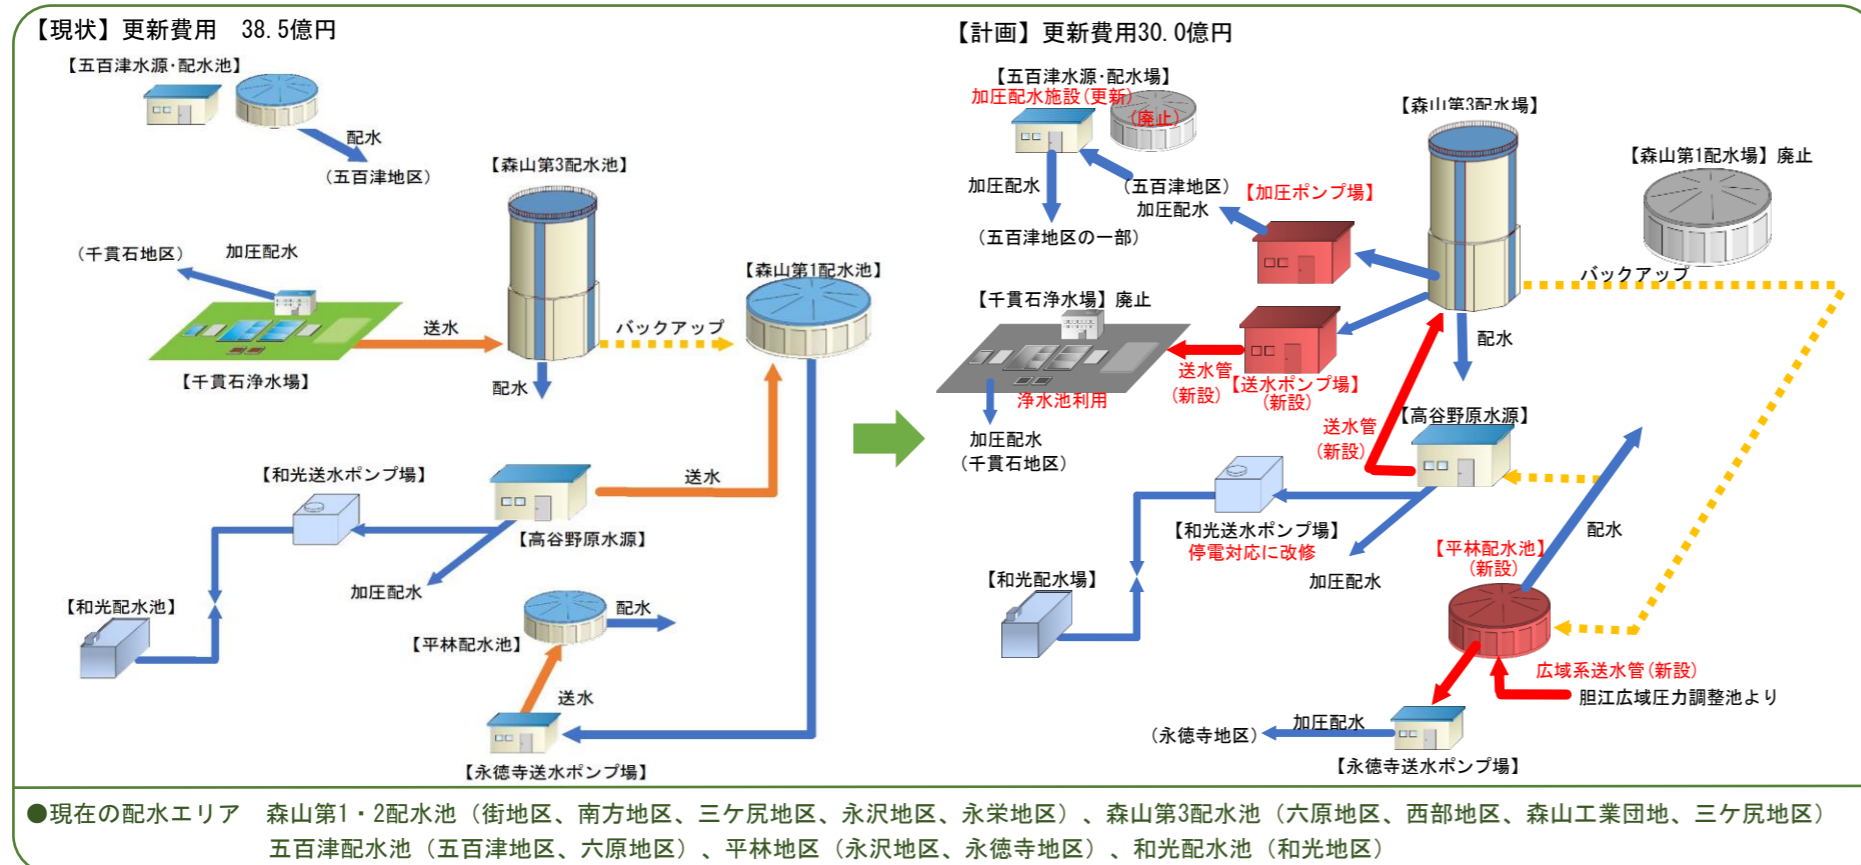 【現状】更新費用　38.5億円
【五百津水源・配水池】
配水
(五百津地区)
【森山第3配水池】
(千貫石地区)
加圧配水
【森山第1配水池】
送水
バックアップ
【千貫石浄水場】
配水
【和光送水ポンプ場】
送水
【高谷野原水源】
加圧配水
【和光配水池】
配水
【平林配水池】
送水
【永徳寺送水ポンプ場】
【計画】更新費用30.0億円
【五百津水源・配水場】
加圧配水施設(更新)
(廃止)
【森山第3配水場】
【森山第1配水場】廃止
加圧配水
(五百津地区)
加圧配水
【加圧ポンプ場】
(五百津地区の一部)
バックアップ
【千貫石浄水場】廃止
配水
送水管
(新設)
【送水ポンプ場】
(新設)
浄水池利用
送水管
(新設)
【高谷野原水源】
加圧配水
(千貫石地区)
【和光送水ポンプ場】
停電対応に改修
配水
【平林配水池】
(新設)
加圧配水
【和光配水場】
広域系送水管(新設)
胆江広域圧力調整池より
加圧配水
(永徳寺地区)
【永徳寺送水ポンプ場】
●現在の配水エリア　森山第1・2配水池（街地区、南方地区、三ケ尻地区、永沢地区、永栄地区）、森山第3配水池（六原地区、西部地区、森山工業団地、三ケ尻地区）
五百津配水池（五百津地区、六原地区）、平林地区（永沢地区、永徳寺地区）、和光配水池（和光地区）